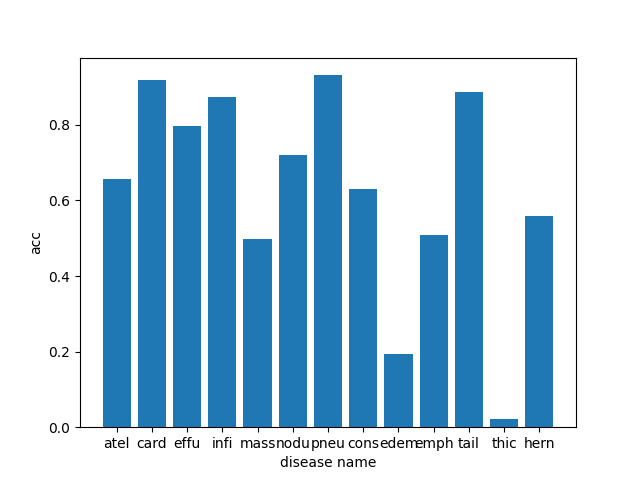 acc
0.8
0.6
0.4
0.2
0.0
atel card effu infi mass nodu pneu cons edem emph tail thic hern
disease name